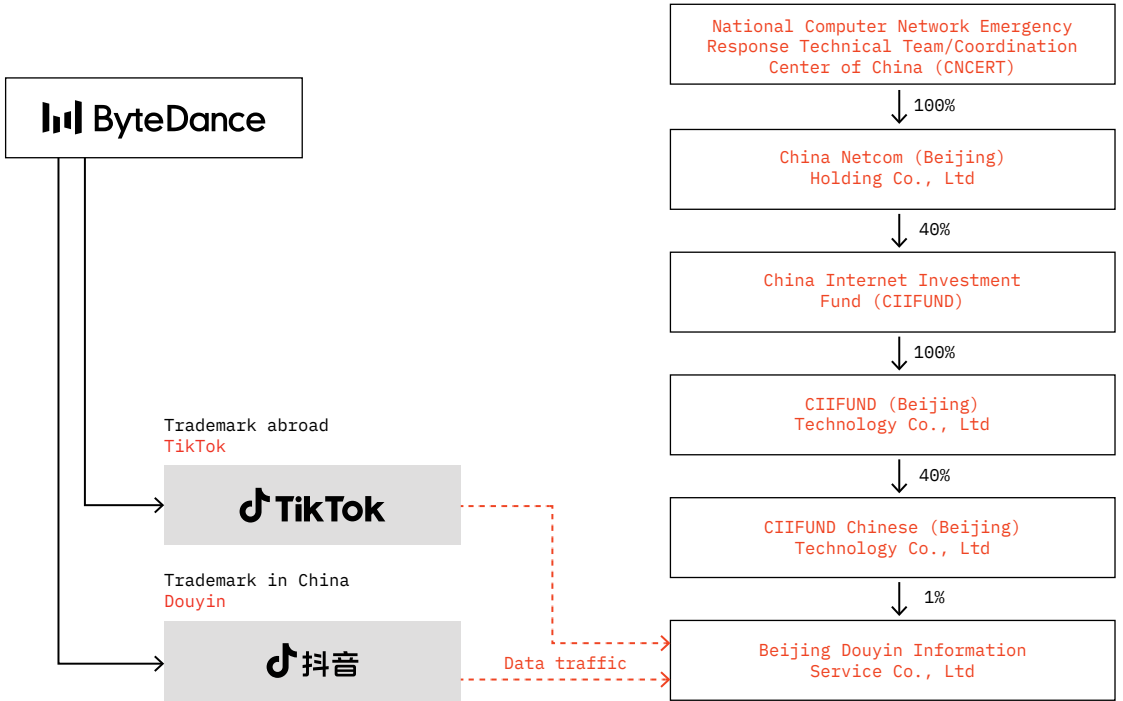 ByteDance
Trademark abroad
TikTok
TikTok
Trademark in China
Douyin
抖音
Data traffic
National Computer Network Emergency
Response Technical Team/Coordination
Center of China (CNCERT)
100%
China Netcom (Beijing)
Holding Co., Ltd
40%
China Internet Investment
Fund (CIIFUND)
100%
CIIFUND (Beijing)
Technology Co., Ltd
40%
CIIFUND Chinese (Beijing)
Technology Co., Ltd
1%
Beijing Douyin Information
Service Co., Ltd